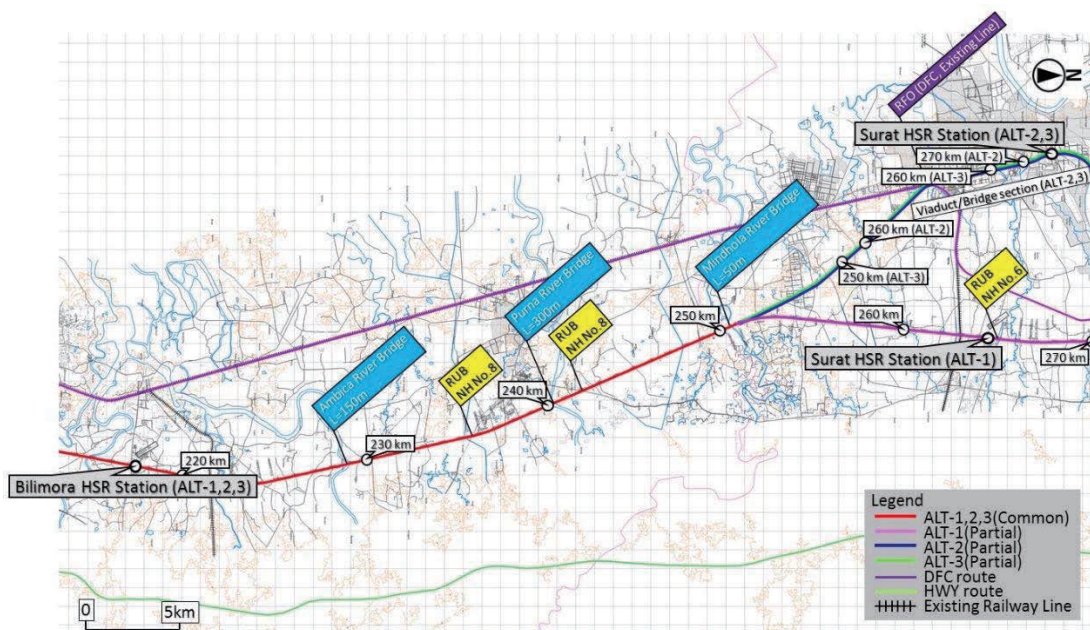 RFO (DFC, Existing Line)
N
Surat HSR Station (ALT-2,3)
270 km (ALT-2)
260 km (ALT-3)
Viaduct/Bridge section (ALT-2,3)
Mindhola River Bridge
L=50m
260 km (ALT-2)
250 km (ALT-3)
Purna River Bridge
L=300m
RUB
NH No.6
RUB
NH No.8
250 km
260 km
Ambica River Bridge
L=150m
RUB
NH No.8
Surat HSR Station (ALT-1)
270 km
240 km
230 km
220 km
Bilimora HSR Station (ALT-1,2,3)
Legend
ALT-1,2,3(Common)
ALT-1(Partial)
ALT-2(Partial)
ALT-3(Partial)
DFC route
HWY route
Existing Railway Line
0 5km